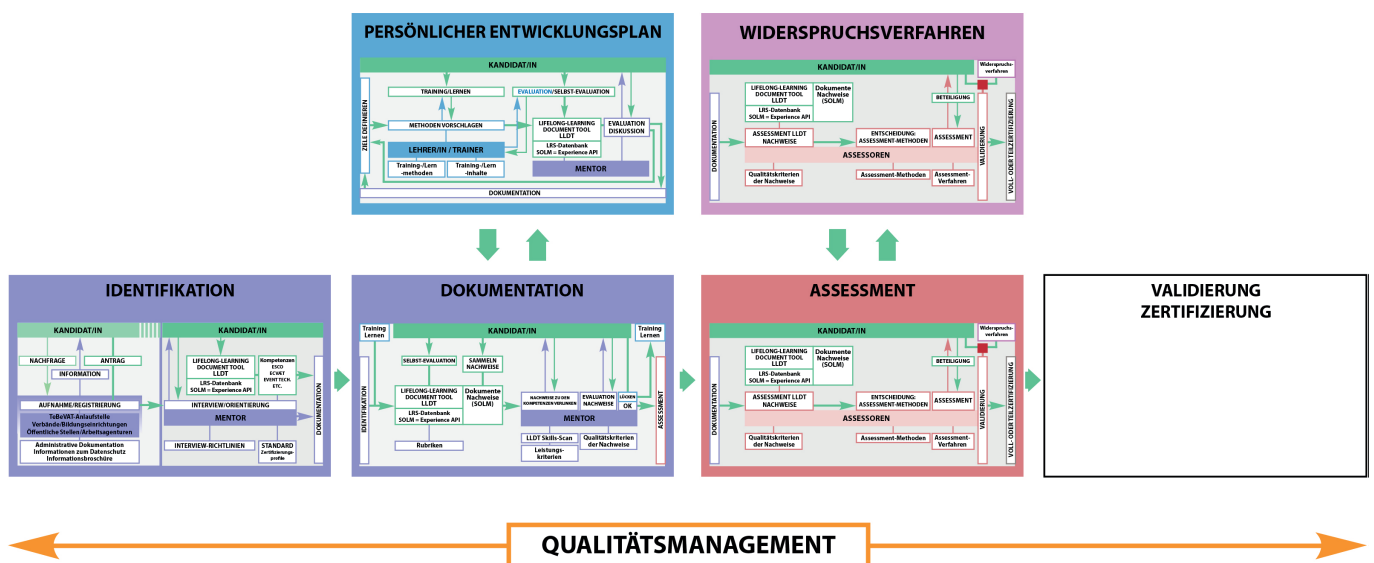 PERSÖNLICHER ENTWICKLUNGSPLAN
KANDIDAT/IN
TRAINING/LERNEN
EVALUATION/SELBST-EVALUATION
ZIELE DEFINIEREN
METHODEN VORSCHLAGEN
LIFELONG-LEARNING
DOCUMENT TOOL
LLDT
LRS-Datenbank
SOLM = Experience API
EVALUATION
DISKUSSION
LEHRER/IN / TRAINER
Training-/Lern
-methoden
Training-/Lern
-inhalte
MENTOR
DOKUMENTATION
WIDERSPRUCHSVERFAHREN
KANDIDAT/IN
Widerspruchs-
verfahren
LIFELONG-LEARNING
DOCUMENT TOOL
LLDT
LRS-Datenbank
SOLM = Experience API
Dokumente
Nachweise
(SOLM)
BETEILIGUNG
DOKUMENTATION
ASSESSMENT LLDT
NACHWEISE
ENTSCHEIDUNG:
ASSESSMENT-METHODEN
ASSESSMENT
ASSESSOREN
Qualitätskriterien
der Nachweise
Assessment-Methoden
Assessment-
Verfahren
VALIDIERUNG
VOLL- ODER TEILZERTIFIZIERUNG
IDENTIFIKATION
KANDIDAT/IN
NACHFRAGE
ANTRAG
INFORMATION
AUFNAHME/REGISTRIERUNG
TeBeVAT-Anlaufstelle
Verbände/Bildungseinrichtungen
Öffentliche Stellen/Arbeitsagenturen
Administrative Dokumentation
Informationen zum Datenschutz
Informationsbroschüre
KANDIDAT/IN
LIFELONG-LEARNING
DOCUMENT TOOL
LLDT
LRS-Datenbank
SOLM = Experience API
Kompetenzen
ESCO
ECVET
EVENT TECH.
ETC.
INTERVIEW/ORIENTIERUNG
MENTOR
INTERVIEW-RICHTLINIEN
STANDARD
Zertifizierungs-
profile
DOKUMENTATION
DOKUMENTATION
Training
Lernen
KANDIDAT/IN
Training
Lernen
IDENTIFIKATION
SELBST-EVALUATION
SAMMELN
NACHWEISE
LIFELONG-LEARNING
DOCUMENT TOOL
LLDT
LRS-Datenbank
SOLM = Experience API
Dokumente
Nachweise
(SOLM)
NACHWEISE ZU DEN
KOMPETENZEN VERLINKEN
EVALUATION
NACHWEISE
LÜCKEN
OK
MENTOR
Rubriken
LLDT Skills-Scan
Leistungs-
kriterien
Qualitätskriterien
der Nachweise
ASSESSMENT
ASSESSMENT
KANDIDAT/IN
Widerspruchs-
verfahren
LIFELONG-LEARNING
DOCUMENT TOOL
LLDT
LRS-Datenbank
SOLM = Experience API
Dokumente
Nachweise
(SOLM)
BETEILIGUNG
DOKUMENTATION
ASSESSMENT LLDT
NACHWEISE
ENTSCHEIDUNG:
ASSESSMENT-METHODEN
ASSESSMENT
ASSESSOREN
Qualitätskriterien
der Nachweise
Assessment-Methoden
Assessment-
Verfahren
VALIDIERUNG
VOLL- ODER TEILZERTIFIZIERUNG
VALIDIERUNG
ZERTIFIZIERUNG
QUALITÄTSMANAGEMENT